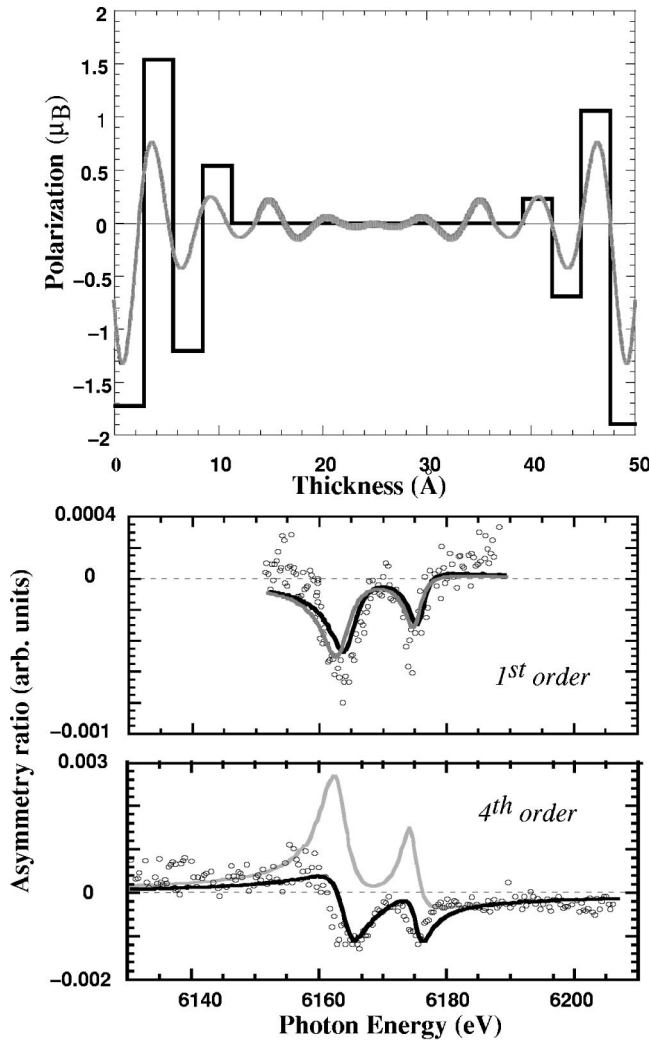 2
1.5
1
0.5
0
−0.5
−1
−1.5
−2
Polarization (μB)
0 10 20 30 40 50
Thickness (Å)
0.0004
0
−0.001
1st order
0.003
0
−0.002
4th order
Asymmetry ratio (arb. units)
6140 6160 6180 6200
Photon Energy (eV)